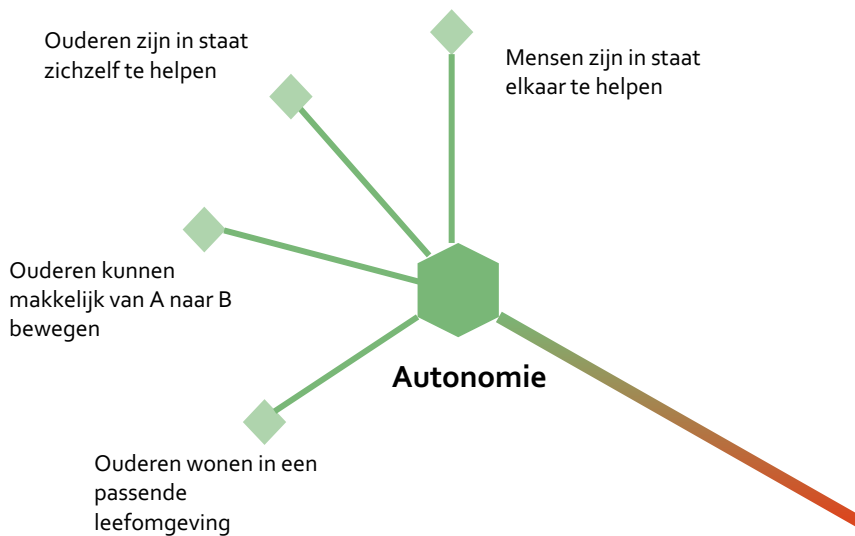 Ouderen zijn in staat
zichzelf te helpen
Mensen zijn in staat
elkaar te helpen
Ouderen kunnen
makkelijk van A naar B
bewegen
Autonomie
Ouderen wonen in een
passende
leefomgeving